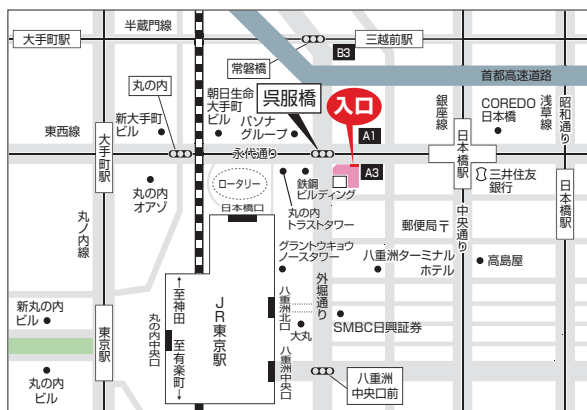 半蔵門線
大手町駅
三越前駅
常磐橋
B3
首都高速道路
丸の内
朝日生命
大手町
ビル
呉服橋
入口
新大手町
ビル
パソナ
グループ
A1
銀座線
COREDO
日本橋
浅草線
昭和通り
東西線
永代通り
大手町駅
日本橋駅
A3
丸の内
オアゾ
ロータリー
日本橋口
鉄鋼
ビルディング
丸の内
トラストタワー
三井住友
銀行
日本橋駅
丸ノ内線
郵便局〒
中央通り
グラントウキョウ
ノースタワー
八重洲ターミナル
ホテル
高島屋
外堀通り
新丸の内
ビル
東京駅
丸の内中央口
←至神田
至有楽町→
JR東京駅
八重洲北口
大丸
SMBC日興証券
八重洲中央口
丸の内
ビル
八重洲
中央口前